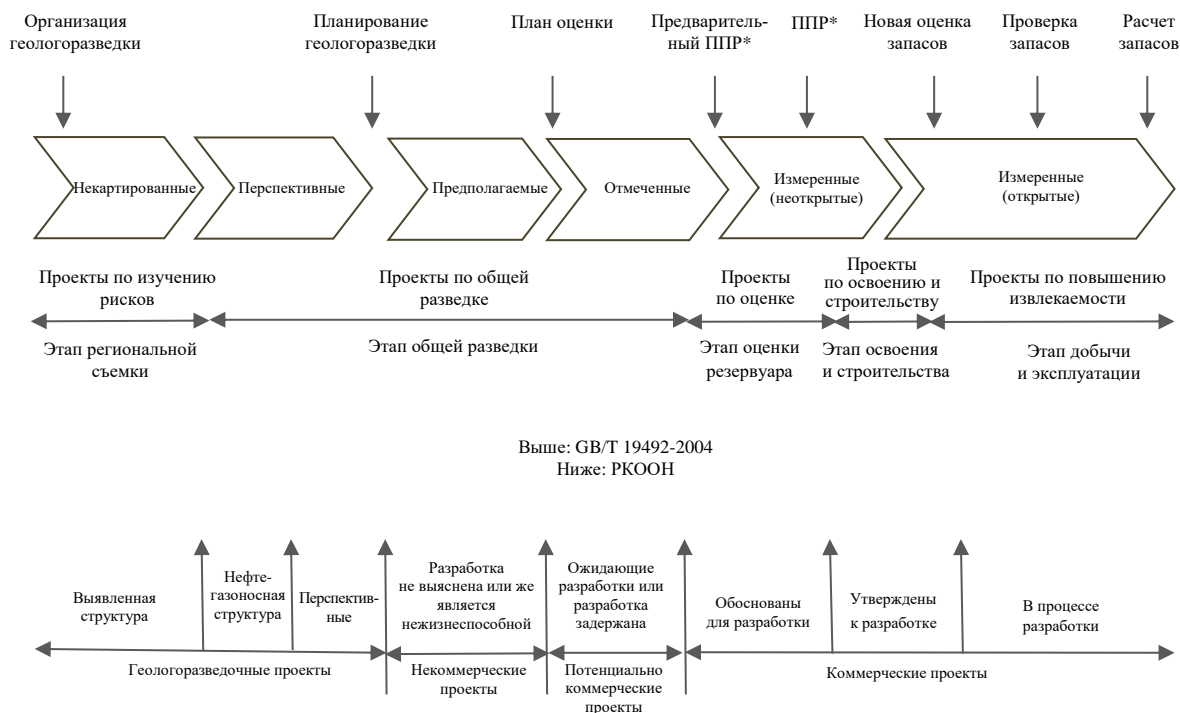 Организация
геологоразведки
Планирование
геологоразведки
План оценки
Предваритель-
ный ППР*
ППР*
Новая оценка
запасов
Проверка
запасов
Расчет
запасов
Некартированные
Перспективные
Предполагаемые
Отмеченные
Измеренные
(неоткрытые)
Измеренные
(открытые)
Проекты по изучению
рисков
Проекты по общей
разведке
Проекты
по оценке
Проекты
по освоению и
строительству
Проекты по повышению
извлекаемости
Этап региональной
съемки
Этап общей разведки
Этап оценки
резервуара
Этап освоения
и строительства
Этап добычи
и эксплуатации
Выше: GB/T 19492-2004
Ниже: РКООН
Выявленная
структура
Нефте-
газоносная
структура
Перспектив-
ные
Разработка
не выяснена или же
является
нежизнеспособной
Ожидающие
разработки или
разработка
задержана
Обоснованы
для разработки
Утверждены
к разработке
В процессе
разработки
Геологоразведочные проекты
Некоммерческие
проекты
Потенциально
коммерческие
проекты
Коммерческие проекты